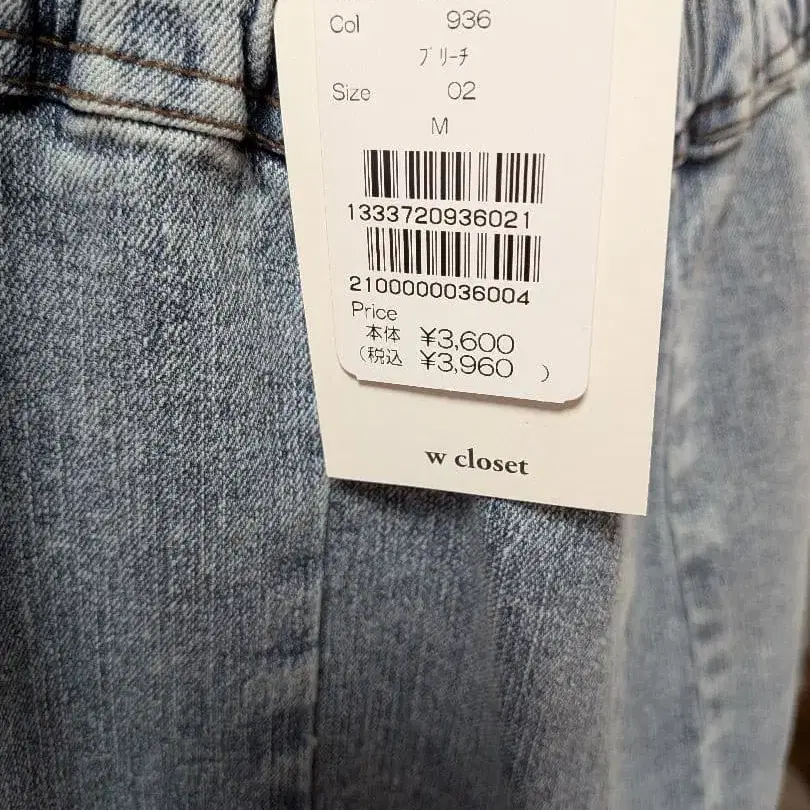 Col 936
ブリーチ
Size 02
M
1333720936021
2100000036004
Price
本体 ¥3,600
(税込 ¥3,960 )
w closet